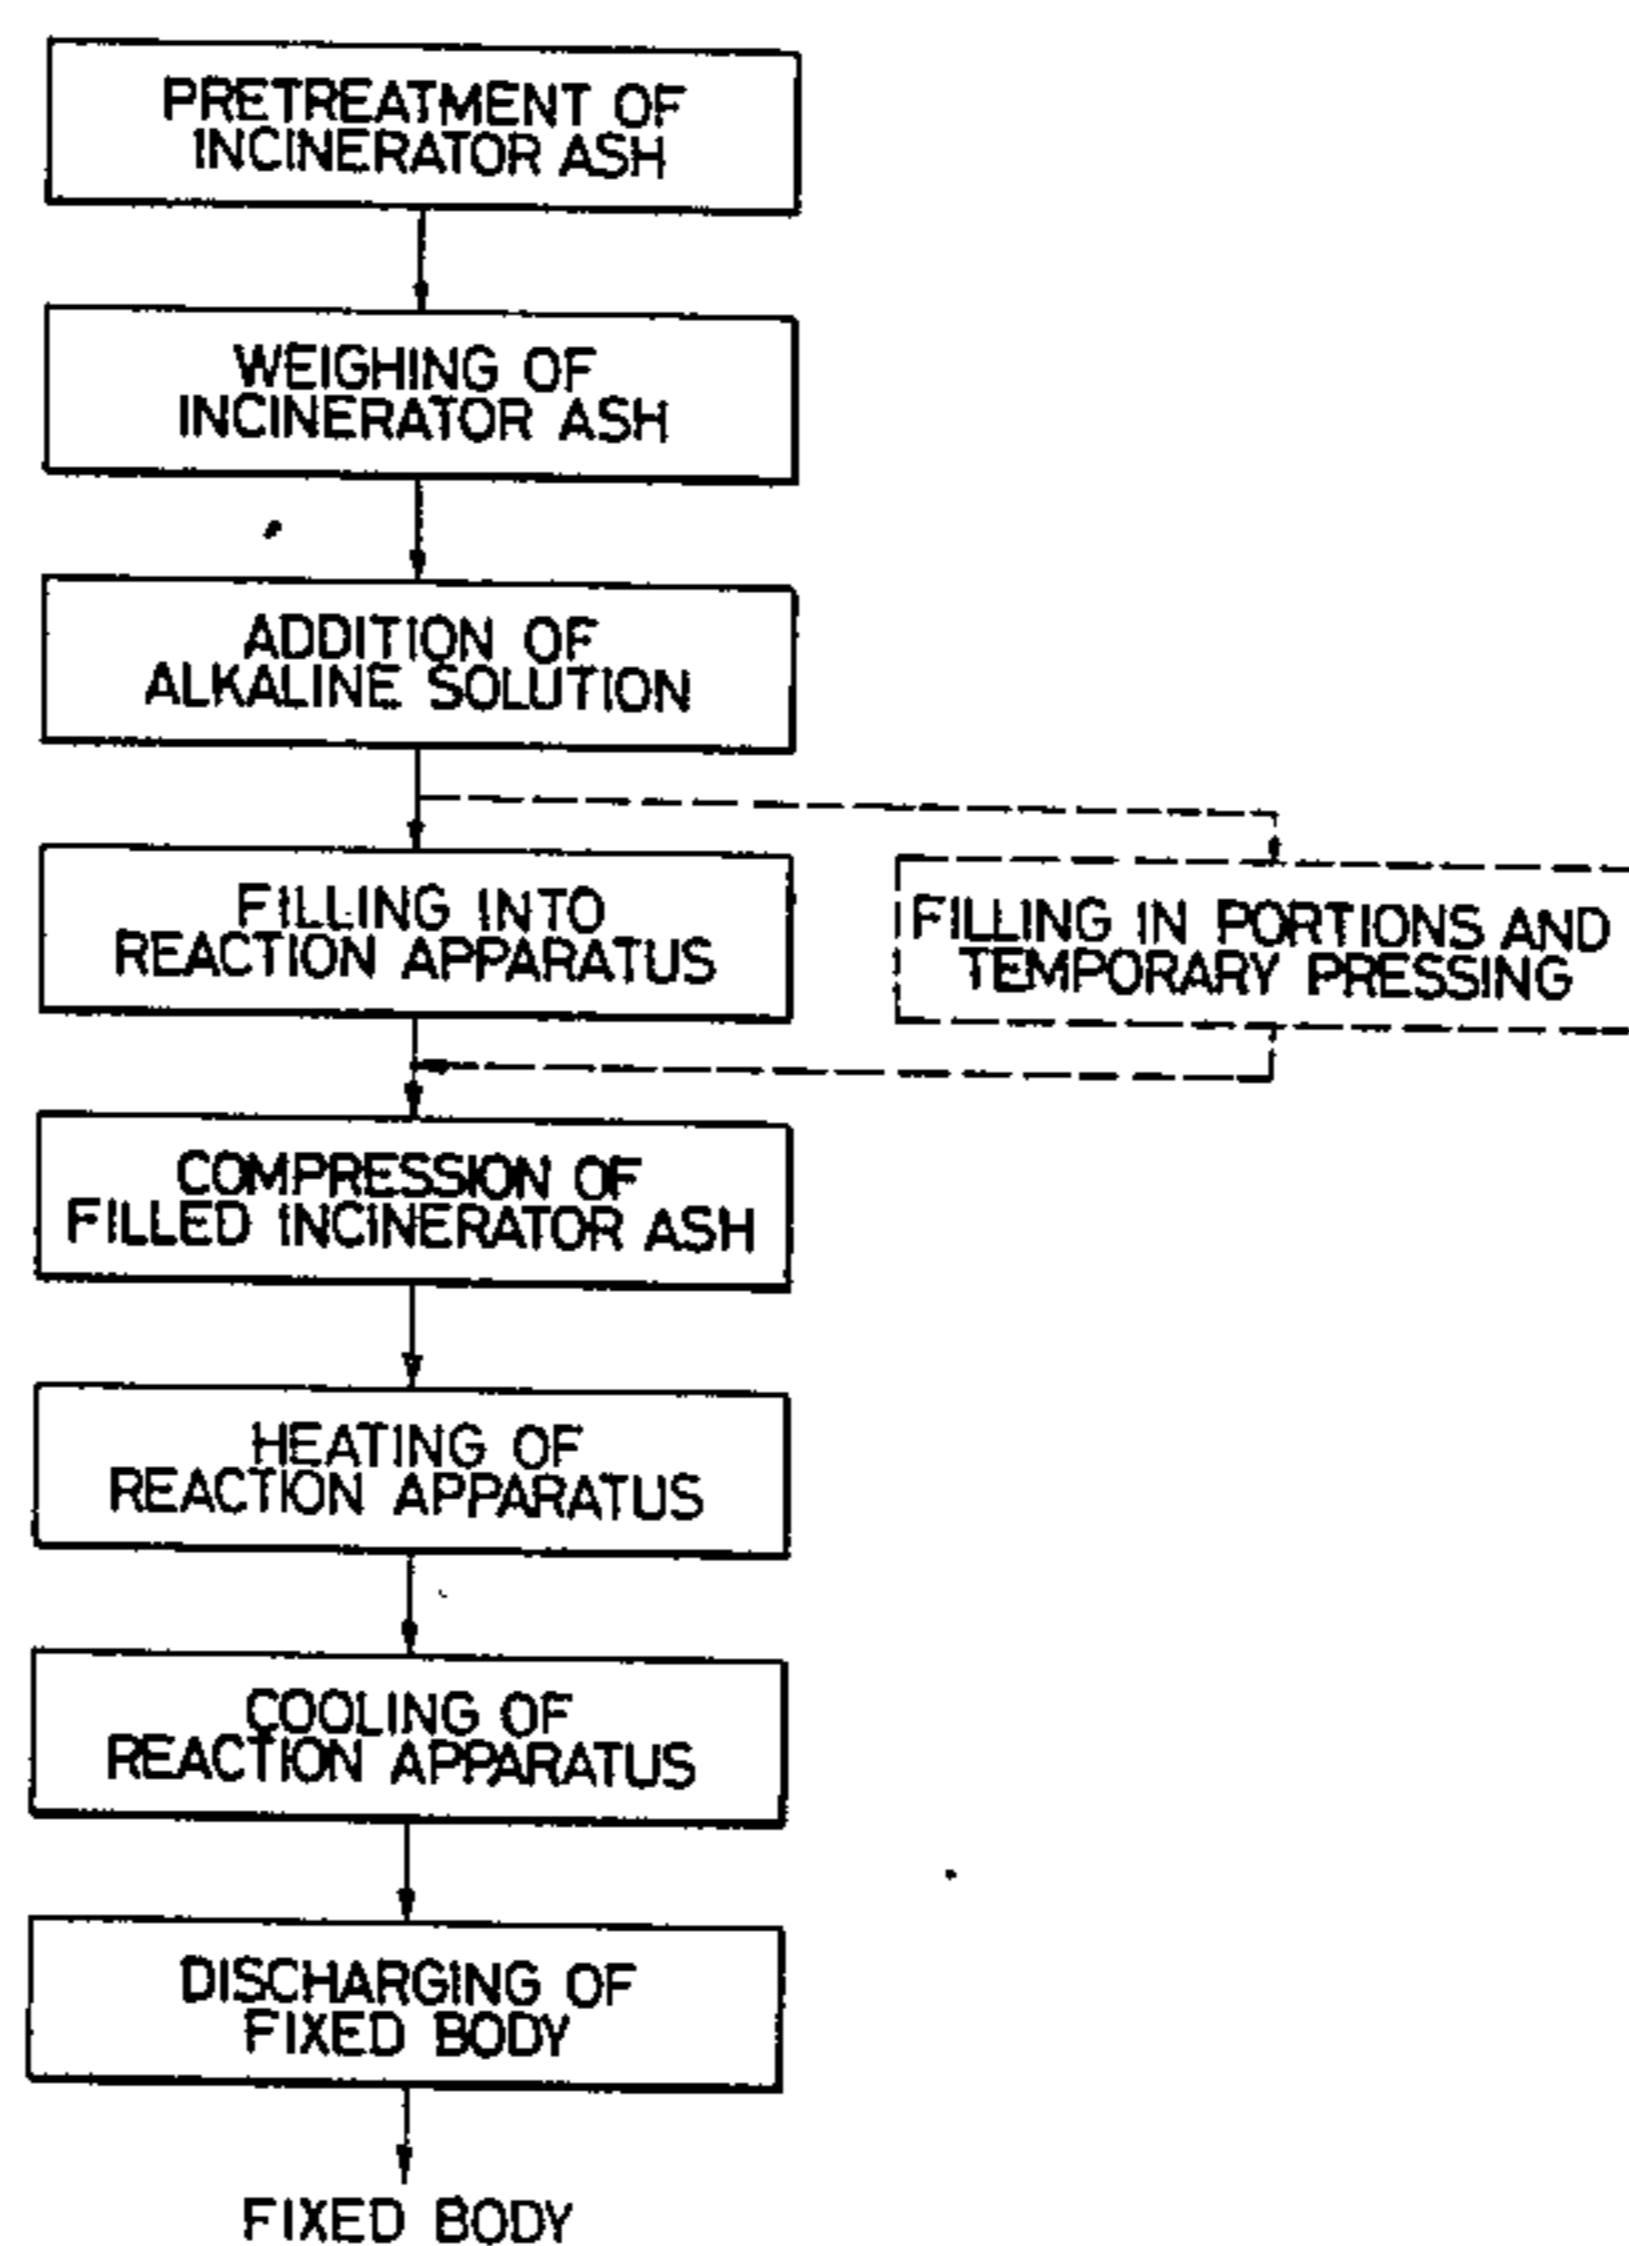 PRETREATMENT OF
INCINERATOR ASH
WEIGHING OF
INCINERATOR ASH
ADDITION OF
ALKALINE SOLUTION
FILLING INTO
REACTION APPARATUS
FILLING IN PORTIONS AND
TEMPORARY PRESSING
COMPRESSION OF
FILLED INCINERATOR ASH
HEATING OF
REACTION APPARATUS
COOLING OF
REACTION APPARATUS
DISCHARGING OF
FIXED BODY
FIXED BODY